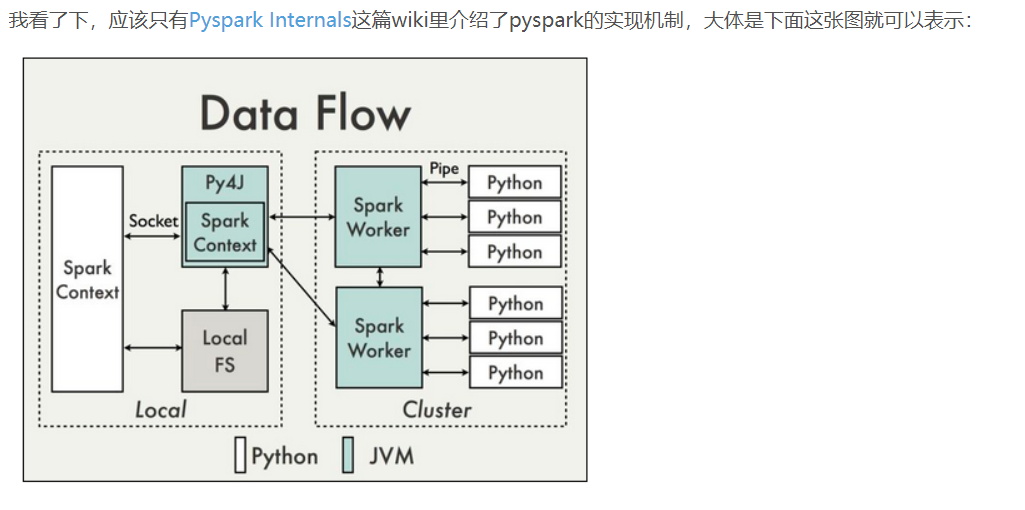 我看了下，应该只有Pyspark Internals这篇wiki里介绍了pyspark的实现机制，大体是下面这张图就可以表示：
Data Flow
Spark
Context
Socket
Py4J
Spark
Context
Local
FS
Local
Spark
Worker
Pipe
Python
Python
Python
Spark
Worker
Python
Python
Python
Cluster
Python
JVM